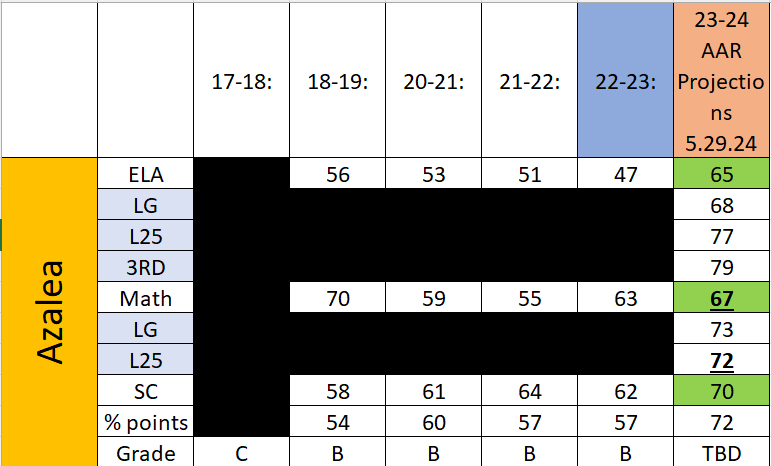 17-18: 18-19: 20-21: 21-22: 22-23: 23-24
AAR
Projectio
ns
5.29.24
Azalea
ELA 56 53 51 47 65
LG 68
L25 77
3RD 79
Math 70 59 55 63 67
LG 73
L25 72
SC 58 61 64 62 70
% points 54 60 57 57 72
Grade C B B B B TBD